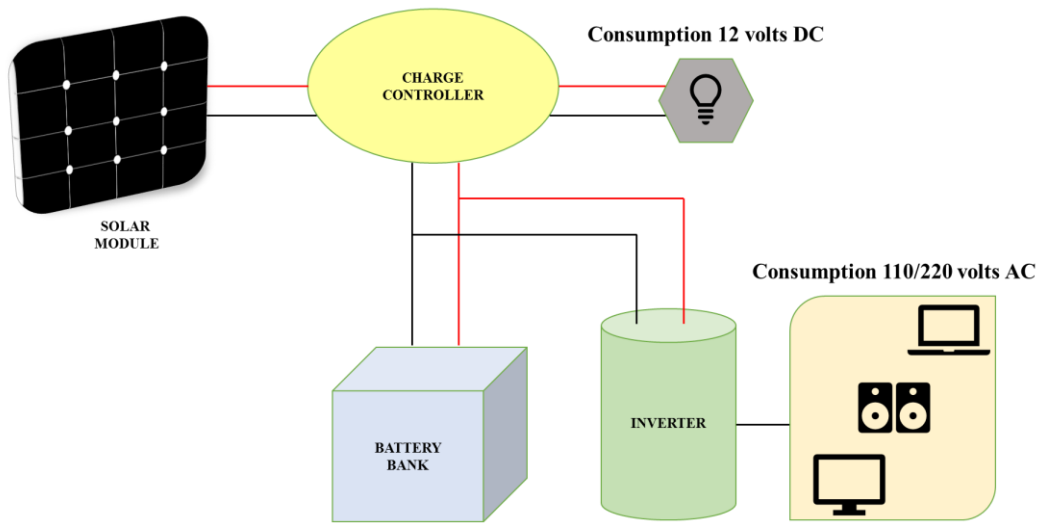 Consumption 12 volts DC
CHARGE
CONTROLLER
SOLAR
MODULE
Consumption 110/220 volts AC
INVERTER
BATTERY
BANK